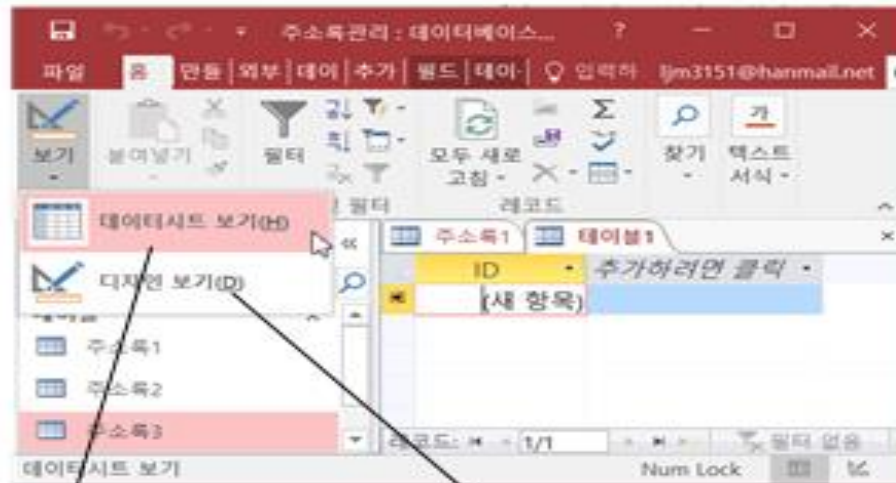 주소록관리 : 데이터베이스... ?
파일 홈 만들 외부 데이 추가 필드 테이 입력하 ljm3151@hanmail.net
보기 붙여넣기 필터 모두 새로 고침 찾기 텍스트 서식
레코드
데이터시트 보기(H)
디자인 보기(D)
주소록1 테이블1
ID 추가하려면 클릭
(새 항목)
주소록1
주소록2
주소록3
레코드: 1/1 필터 없음
데이터시트 보기 Num Lock